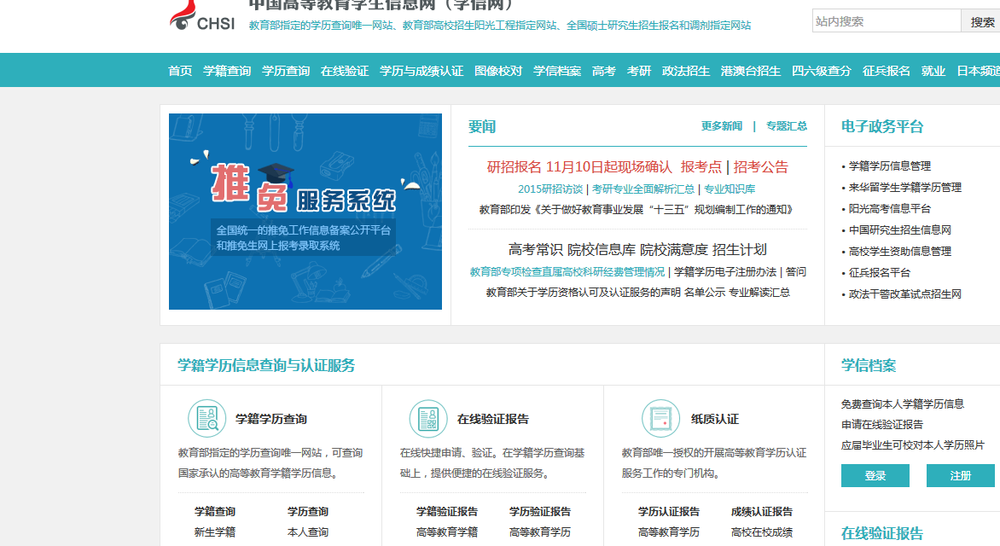 中国高等教育学生信息网（学信网）
CHSI
教育部指定的学历查询唯一网站、教育部高校招生阳光工程指定网站、全国硕士研究生招生报名和调剂指定网站
站内搜索 搜索
首页 学籍查询 学历查询 在线验证 学历与成绩认证 图像校对 学信档案 高考 考研 政法招生 港澳台招生 四六级查分 征兵报名 就业 日本频道
推免服务系统
全国统一的推免工作信息备案公开平台
和推免生网上报考录取系统
要闻 更多新闻 | 专题汇总
研招报名 11月10日起现场确认 报考点 | 招考公告
2015研招访谈 | 考研专业全面解析汇总 | 专业知识库
教育部印发《关于做好教育事业发展“十三五”规划编制工作的通知》
高考常识 院校信息库 院校满意度 招生计划
教育部专项检查直属高校科研经费管理情况 | 学籍学历电子注册办法 | 答问
教育部关于学历资格认可及认证服务的声明 名单公示 专业解读汇总
电子政务平台
• 学籍学历信息管理
• 来华留学生学籍学历管理
• 阳光高考信息平台
• 中国研究生招生信息网
• 高校学生资助信息管理
• 征兵报名平台
• 政法干警改革试点招生网
学籍学历信息查询与认证服务
学籍学历查询
教育部指定的学历查询唯一网站，可查询
国家承认的高等教育学籍学历信息。
学籍查询 学历查询
新生学籍 本人查询
在线验证报告
在线快捷申请、验证。在学籍学历查询基
础上，提供便捷的在线验证服务。
学籍验证报告 学历验证报告
高等教育学籍 高等教育学历
纸质认证
教育部唯一授权的开展高等教育学历认证
服务工作的专门机构。
学历认证报告 成绩认证报告
高等教育学历 高校在校成绩
学信档案
免费查询本人学籍学历信息
申请在线验证报告
应届毕业生可校对本人学历照片
登录 注册
在线验证报告